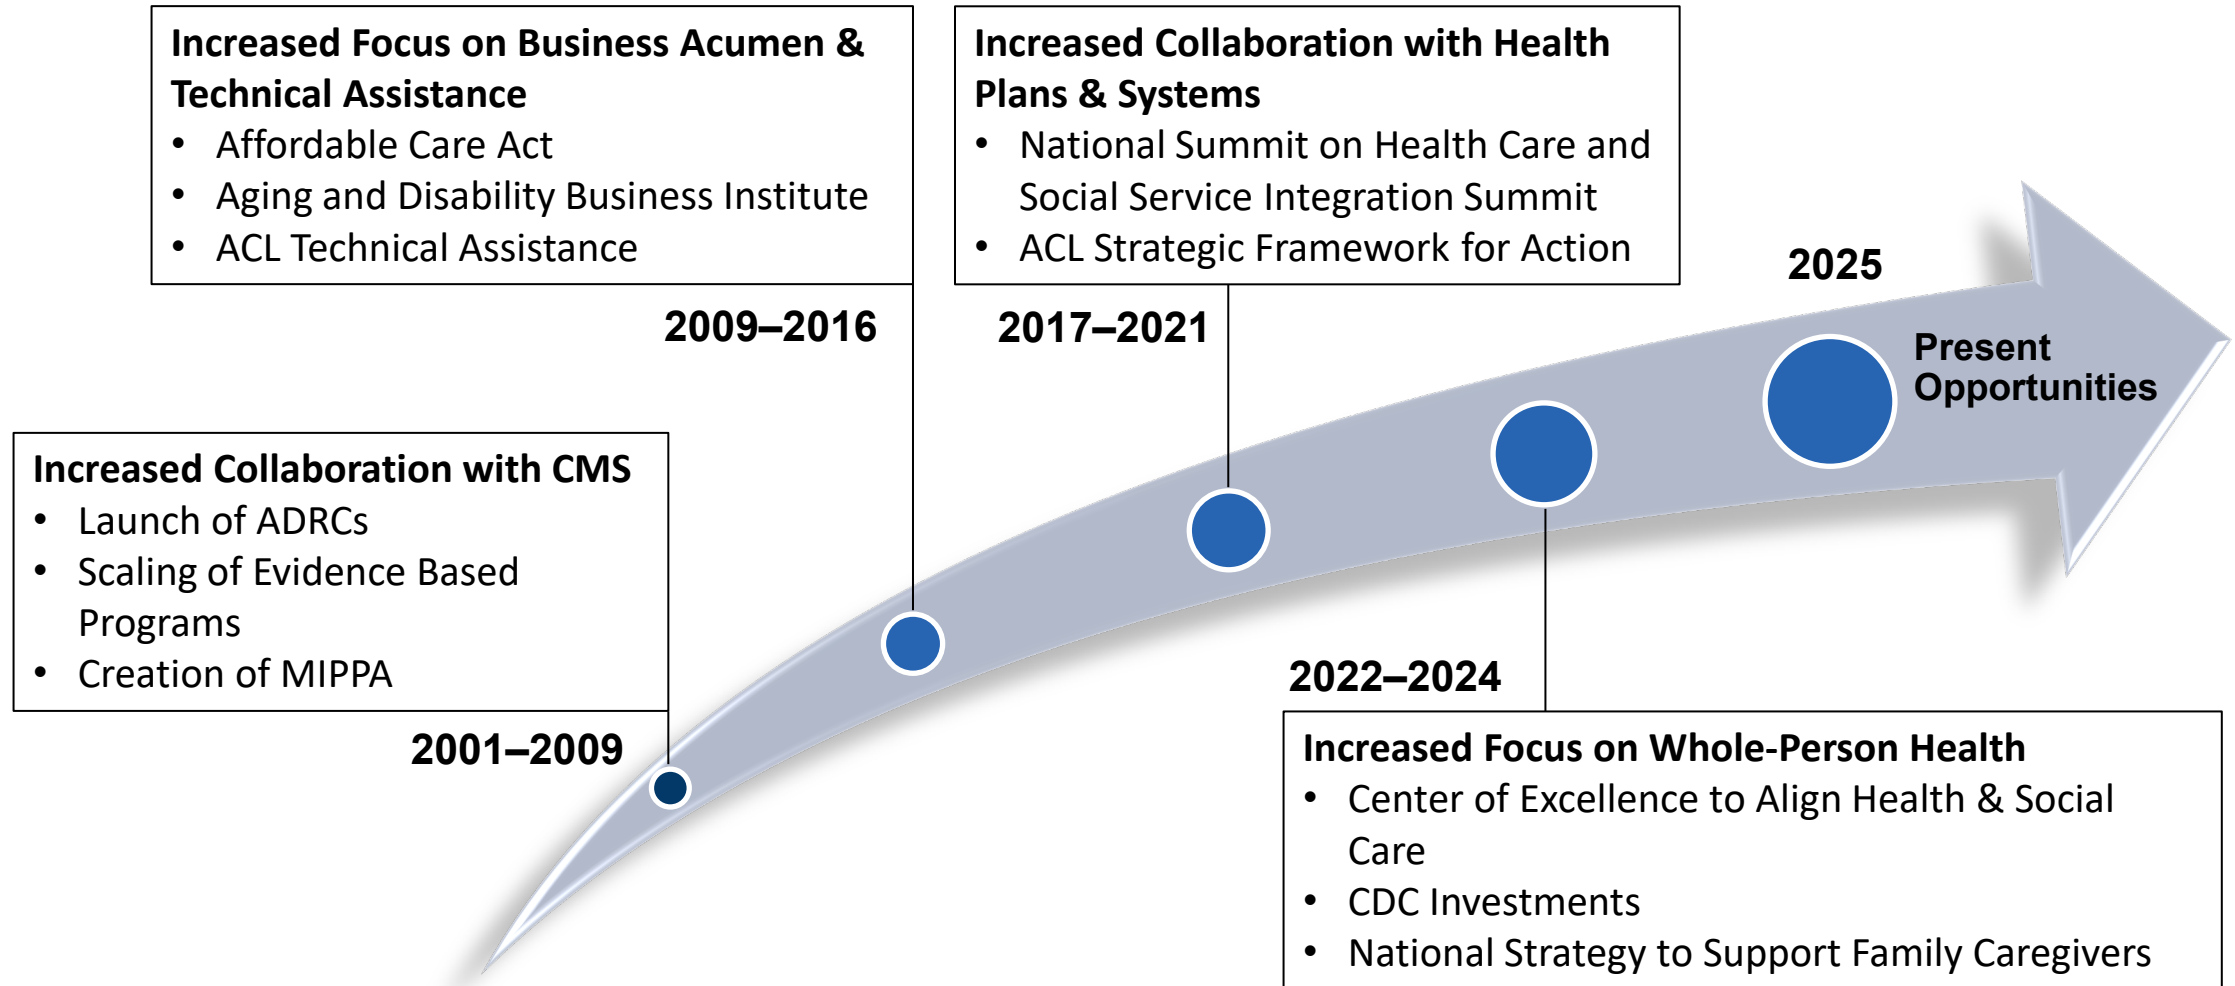 Increased Focus on Business Acumen &
Technical Assistance
• Affordable Care Act
• Aging and Disability Business Institute
• ACL Technical Assistance
2009–2016
Increased Collaboration with Health
Plans & Systems
• National Summit on Health Care and
Social Service Integration Summit
• ACL Strategic Framework for Action
2017–2021
2025
Present
Opportunities
Increased Collaboration with CMS
• Launch of ADRCs
• Scaling of Evidence Based
Programs
• Creation of MIPPA
2001–2009
2022–2024
Increased Focus on Whole-Person Health
• Center of Excellence to Align Health & Social
Care
• CDC Investments
• National Strategy to Support Family Caregivers